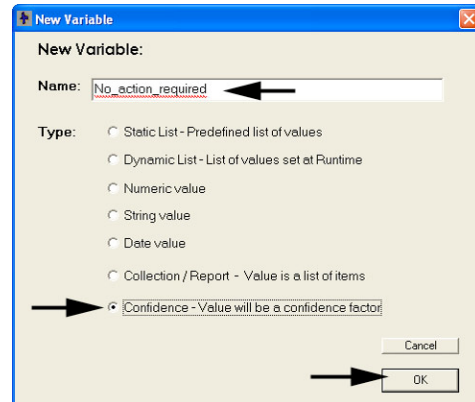 New Variable
New Variable:
Name: No_action_required
Type: Static List - Predefined list of values
Dynamic List - List of values set at Runtime
Numeric value
String value
Date value
Collection / Report - Value is a list of items
Confidence - Value will be a confidence factor
Cancel
OK